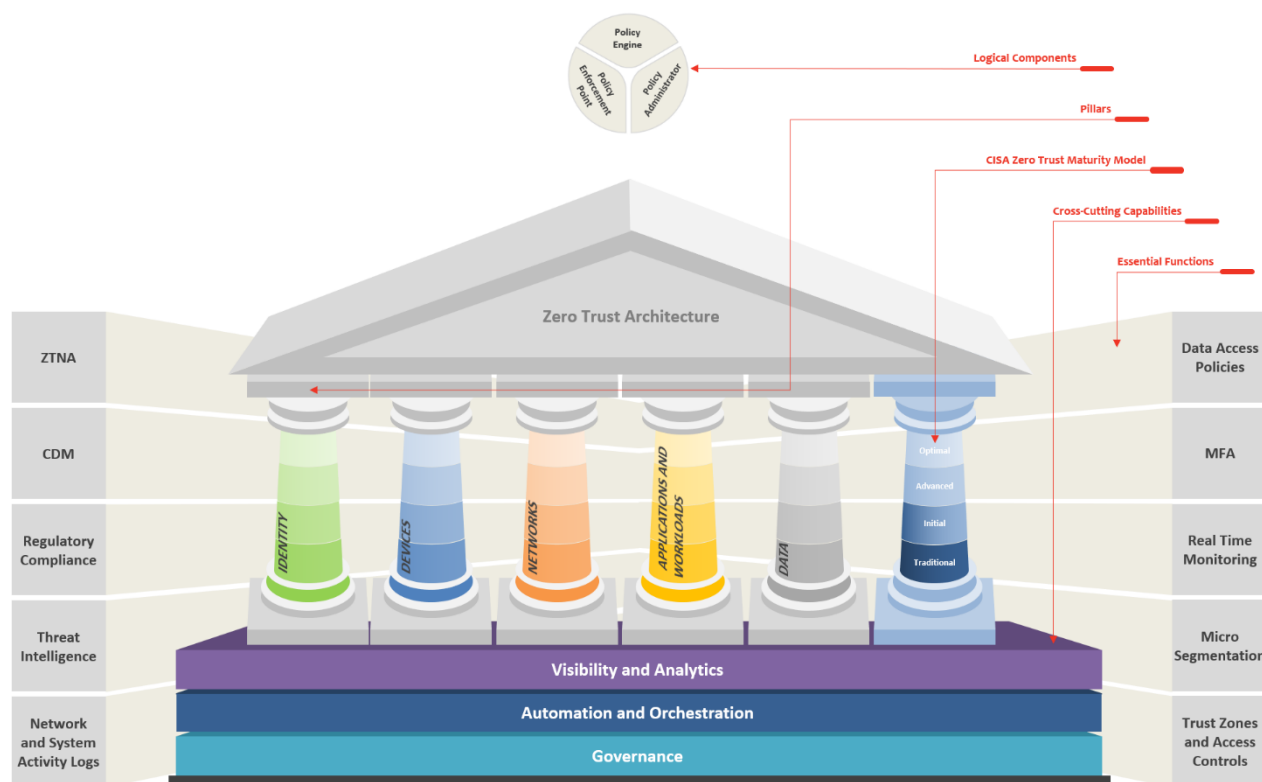 Policy
Engine
Policy
Enforcement
Point
Policy
Administrator
Logical Components
Pillars
CISA Zero Trust Maturity Model
Cross-Cutting Capabilities
Essential Functions
Zero Trust Architecture
ZTNA
CDM
Regulatory
Compliance
Threat
Intelligence
Network
and System
Activity Logs
IDENTITY
DEVICES
NETWORKS
APPLICATIONS AND
WORKLOADS
DATA
Optimal
Advanced
Initial
Traditional
Data Access
Policies
MFA
Real Time
Monitoring
Micro
Segmentation
Trust Zones
and Access
Controls
Visibility and Analytics
Automation and Orchestration
Governance